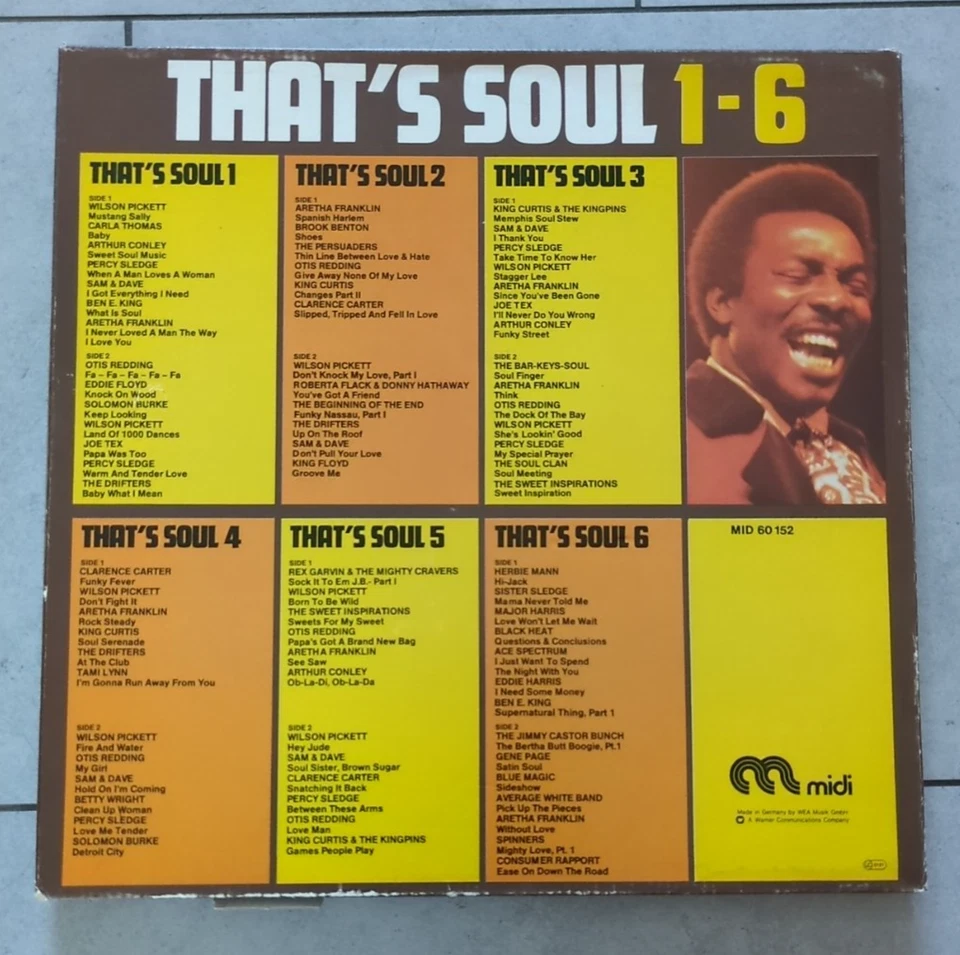 THAT'S SOUL 1-6
THAT'S SOUL 1
SIDE 1
WILSON PICKETT
Mustang Sally
CARLA THOMAS
Baby
ARTHUR CONLEY
Sweet Soul Music
PERCY SLEDGE
When A Man Loves A Woman
SAM & DAVE
I Got Everything I Need
BEN E. KING
What Is Soul
ARETHA FRANKLIN
I Never Loved A Man The Way
I Love You
SIDE 2
OTIS REDDING
Fa – Fa – Fa – Fa – Fa
EDDIE FLOYD
Knock On Wood
SOLOMON BURKE
Keep Looking
WILSON PICKETT
Land Of 1000 Dances
JOE TEX
Papa Was Too
PERCY SLEDGE
Warm And Tender Love
THE DRIFTERS
Baby What I Mean
THAT'S SOUL 2
SIDE 1
ARETHA FRANKLIN
Spanish Harlem
BROOK BENTON
Shoes
THE PERSUADERS
Thin Line Between Love & Hate
OTIS REDDING
Give Away None Of My Love
KING CURTIS
Changes Part II
CLARENCE CARTER
Slipped, Tripped And Fell In Love
SIDE 2
WILSON PICKETT
Don't Knock My Love, Part I
ROBERTA FLACK & DONNY HATHAWAY
You've Got A Friend
THE BEGINNING OF THE END
Funky Nassau, Part I
THE DRIFTERS
Up On The Roof
SAM & DAVE
Don't Pull Your Love
KING FLOYD
Groove Me
THAT'S SOUL 3
SIDE 1
KING CURTIS & THE KINGPINS
Memphis Soul Stew
SAM & DAVE
I Thank You
PERCY SLEDGE
Take Time To Know Her
WILSON PICKETT
Stagger Lee
ARETHA FRANKLIN
Since You've Been Gone
JOE TEX
I'll Never Do You Wrong
ARTHUR CONLEY
Funky Street
SIDE 2
THE BAR-KEYS-SOUL
Soul Finger
ARETHA FRANKLIN
Think
OTIS REDDING
The Dock Of The Bay
WILSON PICKETT
She's Lookin' Good
PERCY SLEDGE
My Special Prayer
THE SOUL CLAN
Soul Meeting
THE SWEET INSPIRATIONS
Sweet Inspiration
THAT'S SOUL 4
SIDE 1
CLARENCE CARTER
Funky Fever
WILSON PICKETT
Don't Fight It
ARETHA FRANKLIN
Rock Steady
KING CURTIS
Soul Serenade
THE DRIFTERS
At The Club
TAMI LYNN
I'm Gonna Run Away From You
SIDE 2
WILSON PICKETT
Fire And Water
OTIS REDDING
My Girl
SAM & DAVE
Hold On I'm Coming
BETTY WRIGHT
Clean Up Woman
PERCY SLEDGE
Love Me Tender
SOLOMON BURKE
Detroit City
THAT'S SOUL 5
SIDE 1
REX GARVIN & THE MIGHTY CRAVERS
Sock It To Em J.B.- Part I
WILSON PICKETT
Born To Be Wild
THE SWEET INSPIRATIONS
Sweets For My Sweet
OTIS REDDING
Papa's Got A Brand New Bag
ARETHA FRANKLIN
See Saw
ARTHUR CONLEY
Ob-La-Di, Ob-La-Da
SIDE 2
WILSON PICKETT
Hey Jude
SAM & DAVE
Soul Sister, Brown Sugar
CLARENCE CARTER
Snatching It Back
PERCY SLEDGE
Between These Arms
OTIS REDDING
Love Man
KING CURTIS & THE KINGPINS
Games People Play
THAT'S SOUL 6
SIDE 1
HERBIE MANN
Hi-Jack
SISTER SLEDGE
Mama Never Told Me
MAJOR HARRIS
Love Won't Let Me Wait
BLACK HEAT
Questions & Conclusions
ACE SPECTRUM
I Just Want To Spend
The Night With You
EDDIE HARRIS
I Need Some Money
BEN E. KING
Supernatural Thing, Part 1
SIDE 2
THE JIMMY CASTOR BUNCH
The Bertha Butt Boogie, Pt.1
GENE PAGE
Satin Soul
BLUE MAGIC
Sideshow
AVERAGE WHITE BAND
Pick Up The Pieces
ARETHA FRANKLIN
Without Love
SPINNERS
Mighty Love, Pt. 1
CONSUMER RAPPORT
Ease On Down The Road
MID 60 152
midi
Made in Germany by WEA Musik GmbH
A Warner Communications Company